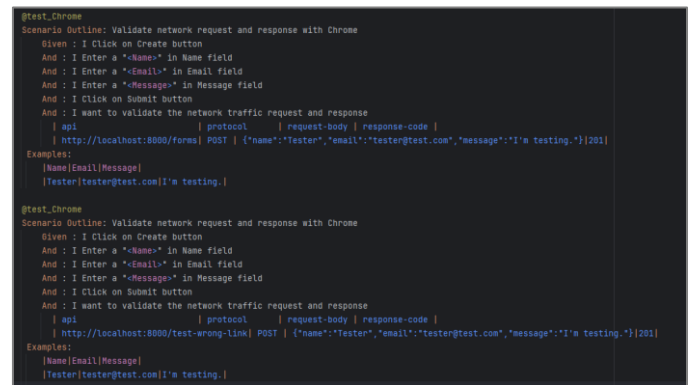 @test_Chrome
Scenario Outline: Validate network request and response with Chrome
Given : I Click on Create button
And : I Enter a "<Name>" in Name field
And : I Enter a "<Email>" in Email field
And : I Enter a "<Message>" in Message field
And : I Click on Submit button
And : I want to validate the network traffic request and response
| api | protocol | request-body | response-code |
| http://localhost:8000/forms| POST | {"name":"Tester","email":"tester@test.com","message":"I'm testing."}|201|
Examples:
|Name|Email|Message|
|Tester|tester@test.com|I'm testing.|
@test_Chrome
Scenario Outline: Validate network request and response with Chrome
Given : I Click on Create button
And : I Enter a "<Name>" in Name field
And : I Enter a "<Email>" in Email field
And : I Enter a "<Message>" in Message field
And : I Click on Submit button
And : I want to validate the network traffic request and response
| api | protocol | request-body | response-code |
| http://localhost:8000/test-wrong-link| POST | {"name":"Tester","email":"tester@test.com","message":"I'm testing."}|201|
Examples:
|Name|Email|Message|
|Tester|tester@test.com|I'm testing.|